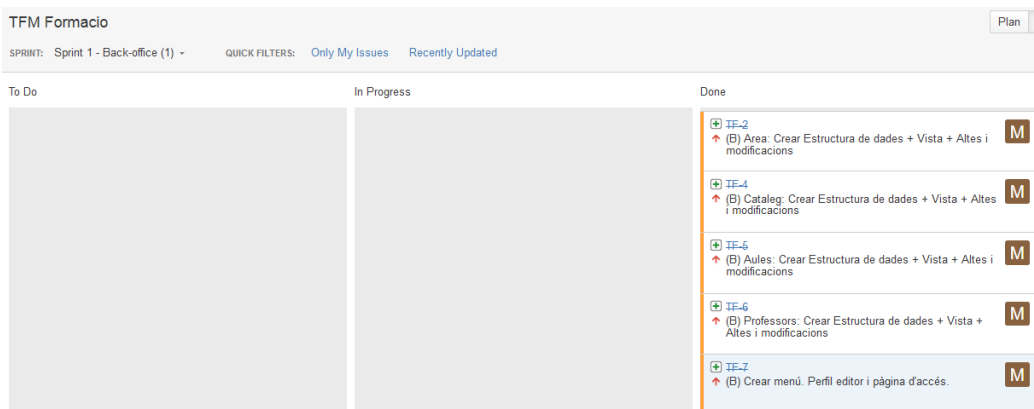 TFM Formacio
Plan
SPRINT: Sprint 1 - Back-office (1)
QUICK FILTERS: Only My Issues Recently Updated
To Do
In Progress
Done
TF-2
(B) Area: Crear Estructura de dades + Vista + Altes i
modificacions
M
TF-4
(B) Cataleg: Crear Estructura de dades + Vista + Altes
i modificacions
M
TF-5
(B) Aules: Crear Estructura de dades + Vista + Altes i
modificacions
M
TF-6
(B) Professors: Crear Estructura de dades + Vista +
Altes i modificacions
M
TF-7
(B) Crear menú. Perfil editor i pàgina d'accés.
M